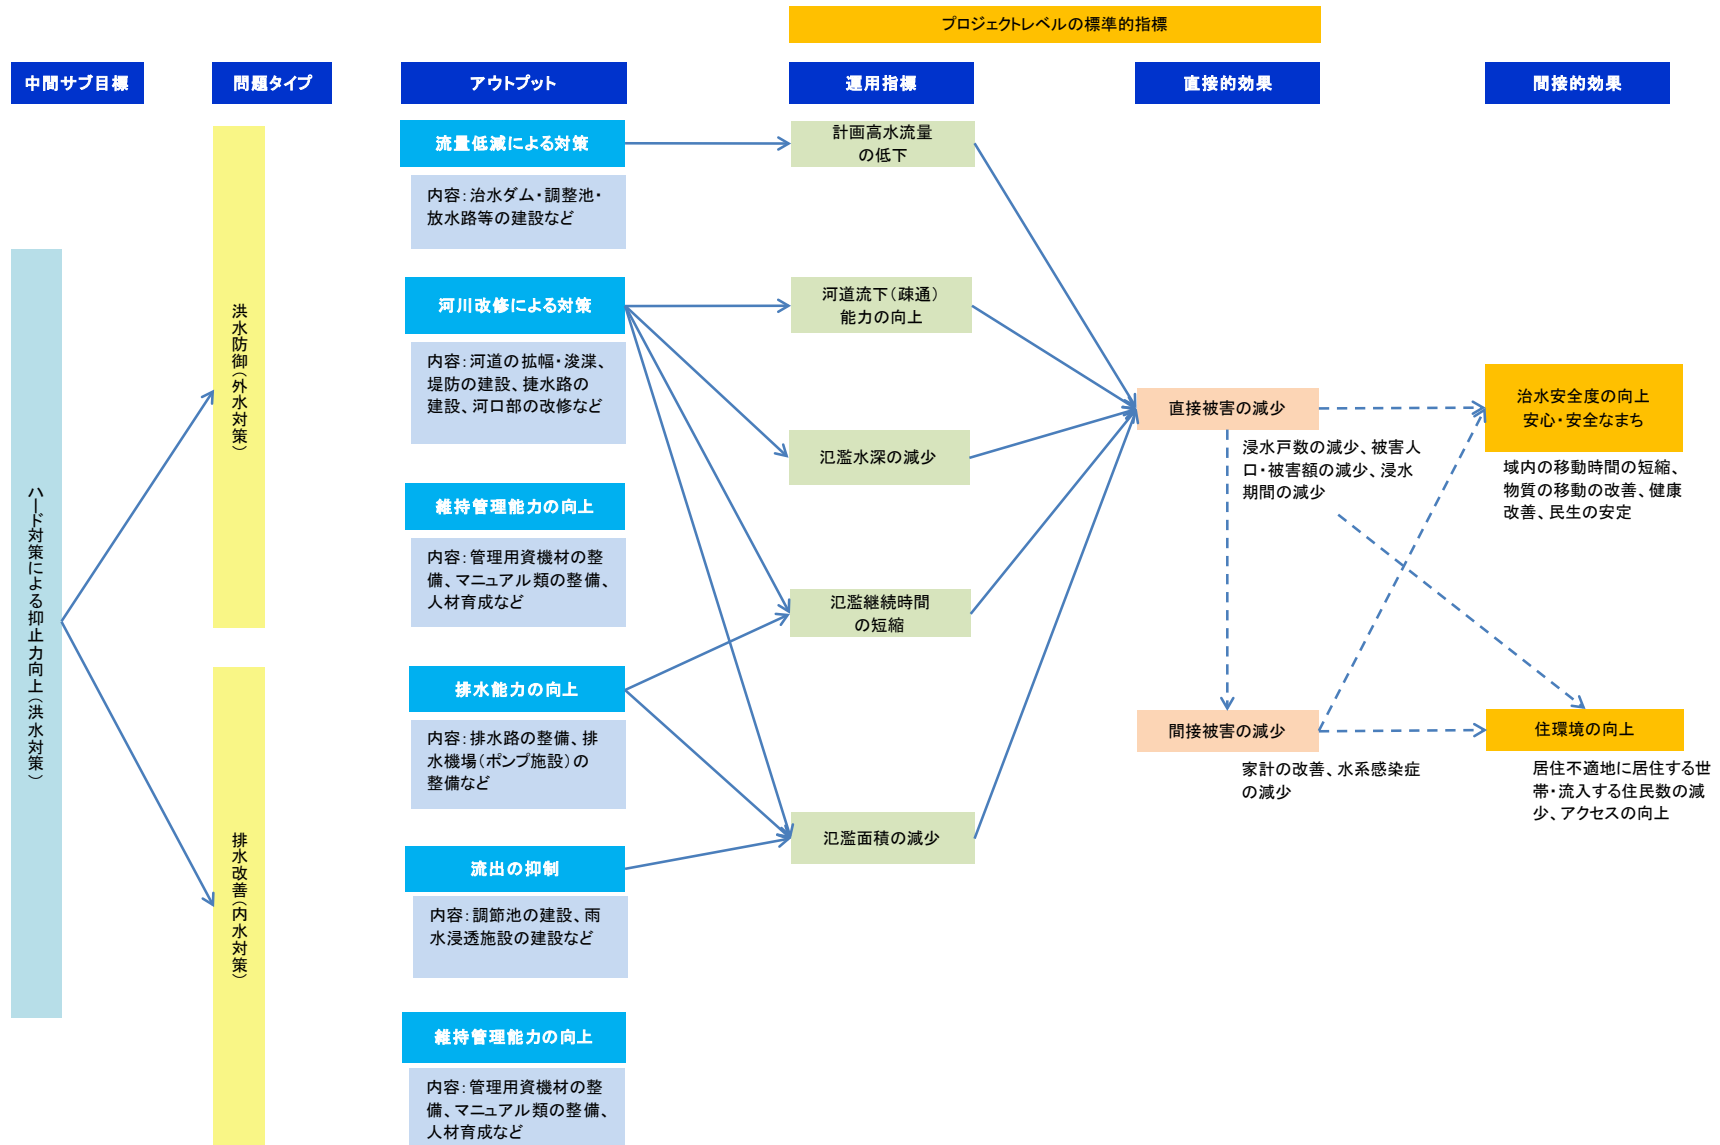 プロジェクトレベルの標準的指標
中間サブ目標
問題タイプ
アウトプット
運用指標
直接的効果
間接的効果
ハード対策による抑止力向上（洪水対策）
洪水防御（外水対策）
排水改善（内水対策）
流量低減による対策
内容：治水ダム・調整池・
放水路等の建設など
河川改修による対策
内容：河道の拡幅・浚渫、
堤防の建設、捷水路の
建設、河口部の改修など
維持管理能力の向上
内容：管理用資機材の整
備、マニュアル類の整備、
人材育成など
排水能力の向上
内容：排水路の整備、排
水機場（ポンプ施設）の
整備など
流出の抑制
内容：調節池の建設、雨
水浸透施設の建設など
維持管理能力の向上
内容：管理用資機材の整
備、マニュアル類の整備、
人材育成など
計画高水流量
の低下
河道流下（疎通）
能力の向上
氾濫水深の減少
氾濫継続時間
の短縮
氾濫面積の減少
直接被害の減少
浸水戸数の減少、被害人
口・被害額の減少、浸水
期間の減少
間接被害の減少
家計の改善、水系感染症
の減少
治水安全度の向上
安心・安全なまち
域内の移動時間の短縮、
物質の移動の改善、健康
改善、民生の安定
住環境の向上
居住不適地に居住する世
帯・流入する住民数の減
少、アクセスの向上